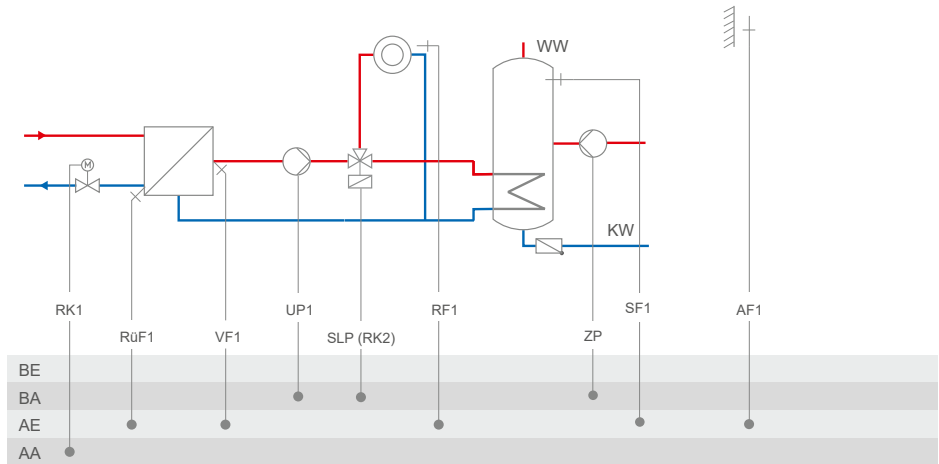 WW
M
KW
RK1
UP1
RF1
SF1
AF1
RüF1
VF1
SLP (RK2)
ZP
BE
BA
AE
AA